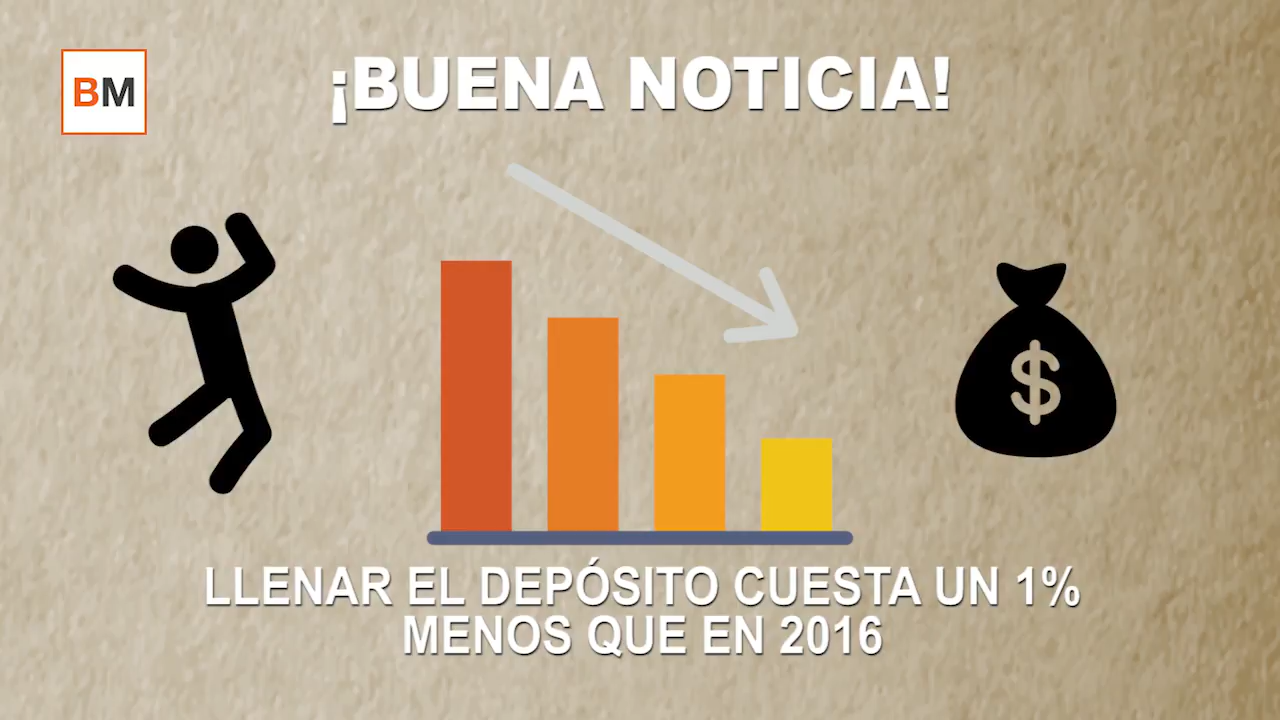 BM
¡BUENA NOTICIA!
$
LLENAR EL DEPÓSITO CUESTA UN 1%
MENOS QUE EN 2016